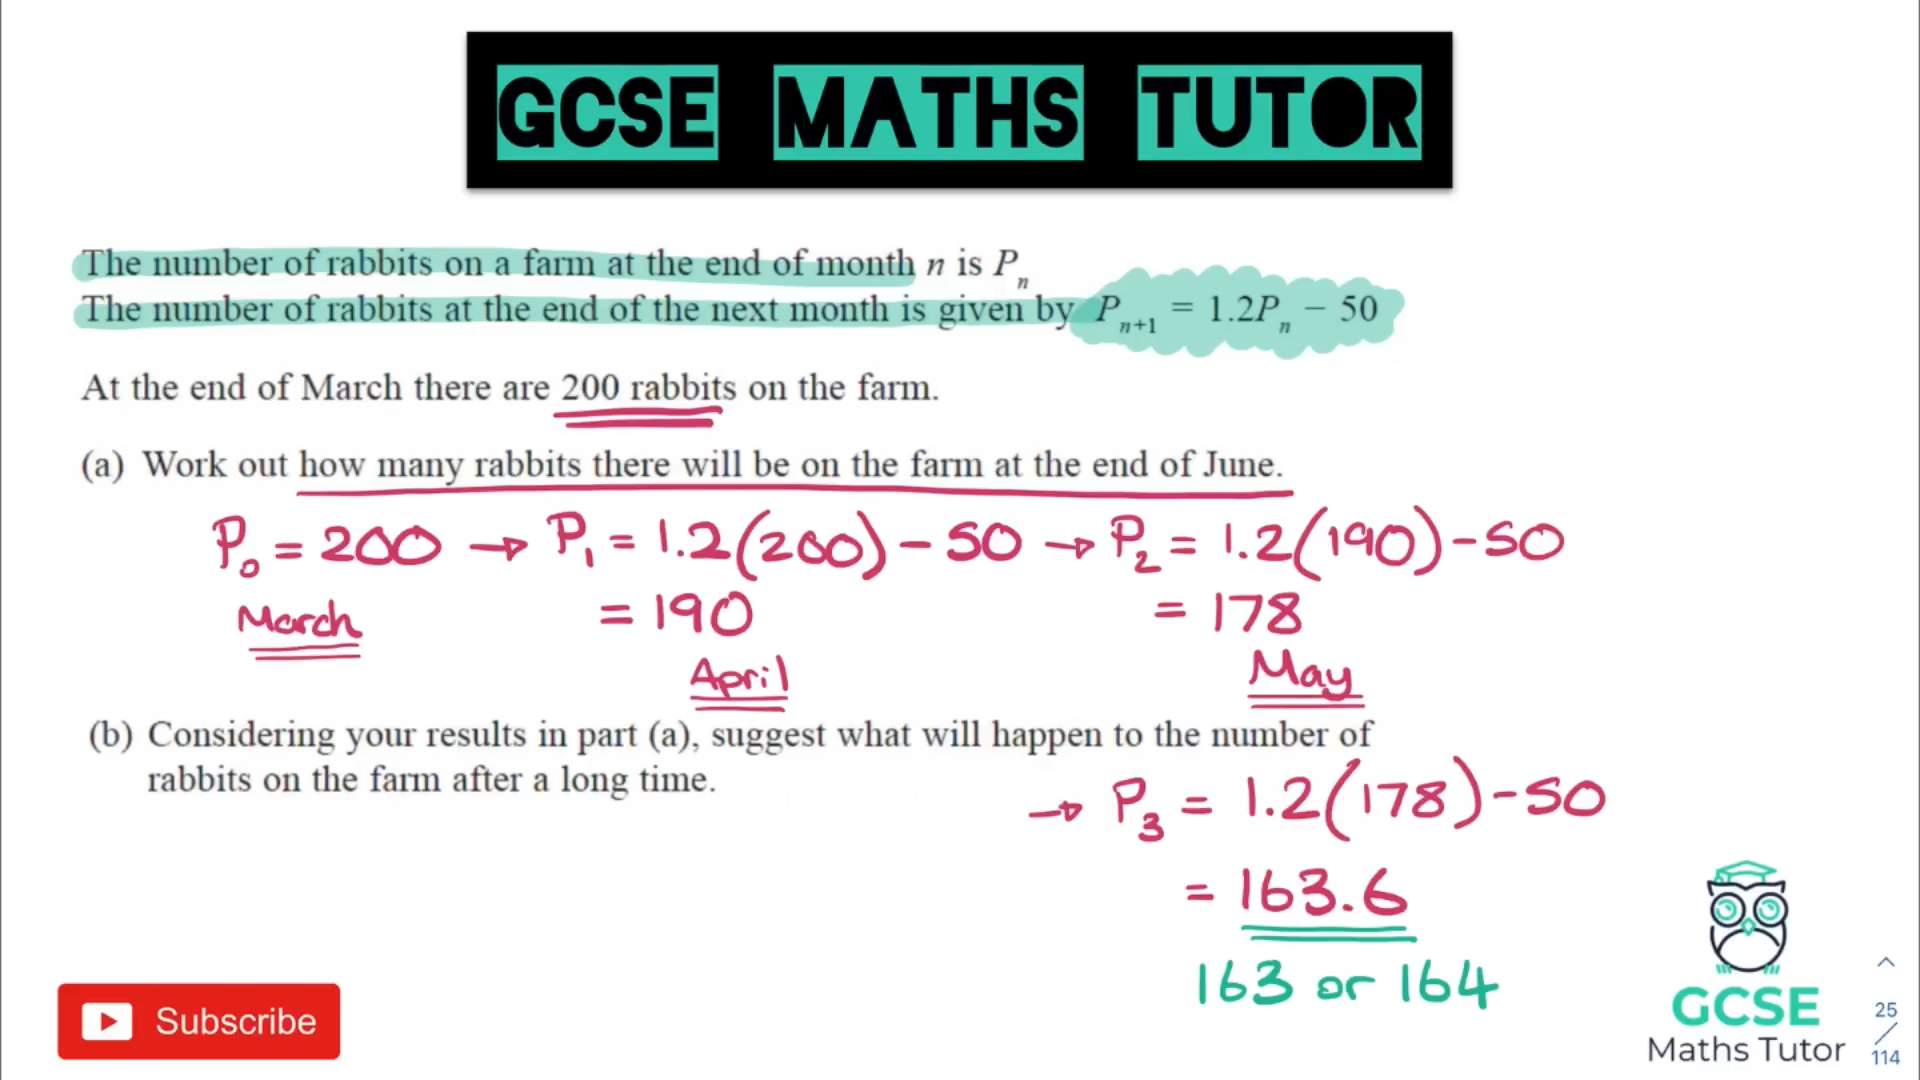 GCSE MATHS TUTOR
The number of rabbits on a farm at the end of month n is Pₙ
The number of rabbits at the end of the next month is given by Pₙ₊₁ = 1.2Pₙ − 50
At the end of March there are 200 rabbits on the farm.
(a) Work out how many rabbits there will be on the farm at the end of June.
P₀ = 200 → P₁ = 1.2(200) − 50 → P₂ = 1.2(190) − 50
= 190 = 178
March April May
(b) Considering your results in part (a), suggest what will happen to the number of
rabbits on the farm after a long time.
→ P₃ = 1.2(178) − 50
= 163.6
163 or 164
Subscribe
GCSE
Maths Tutor
25
/
114